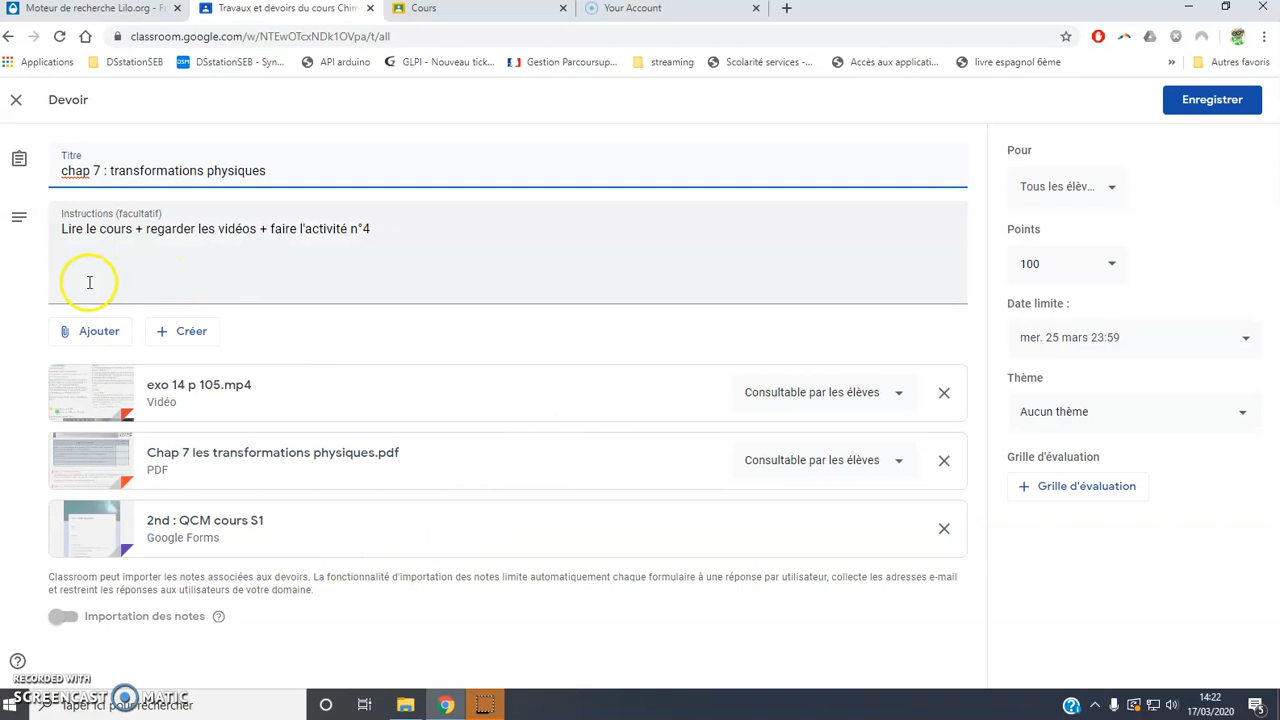 Moteur de recherche Lilo.org - F
Travaux et devoirs du cours Chim
Cours
Your Account
classroom.google.com/w/NTEwOTcxNDk1OVpa/t/all
Applications
DSstationSEB
DSstationSEB - Syn...
API arduino
GLPI - Nouveau tick...
Gestion Parcoursup...
streaming
Scolarité services -...
Accès aux applicati...
livre espagnol 6ème
»
Autres favoris
Devoir
Enregistrer
Titre
chap 7 : transformations physiques
Instructions (facultatif)
Lire le cours + regarder les vidéos + faire l'activité n°4
Ajouter
Créer
exo 14 p 105.mp4
Vidéo
Consultable par les élèves
Chap 7 les transformations physiques.pdf
PDF
Consultable par les élèves
2nd : QCM cours S1
Google Forms
Classroom peut importer les notes associées aux devoirs. La fonctionnalité d'importation des notes limite automatiquement chaque formulaire à une réponse par utilisateur, collecte les adresses e-mail
et restreint les réponses aux utilisateurs de votre domaine.
Importation des notes
Pour
Tous les élèv...
Points
100
Date limite :
mer. 25 mars 23:59
Thème
Aucun thème
Grille d'évaluation
Grille d'évaluation
RECORDED WITH
SCREENCAST MATIC
Taper ici pour rechercher
14:22
17/03/2020